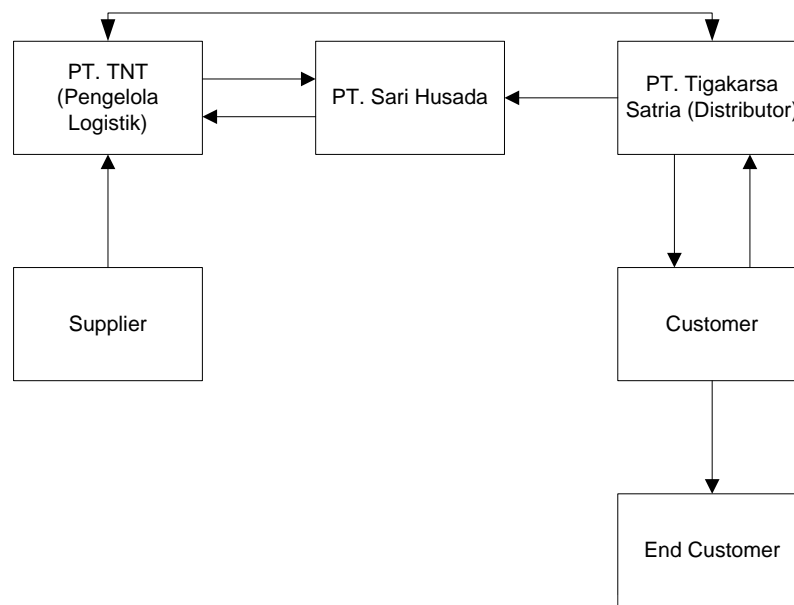 PT. TNT
(Pengelola
Logistik)
PT. Sari Husada
PT. Tigakarsa
Satria (Distributor)
Supplier
Customer
End Customer